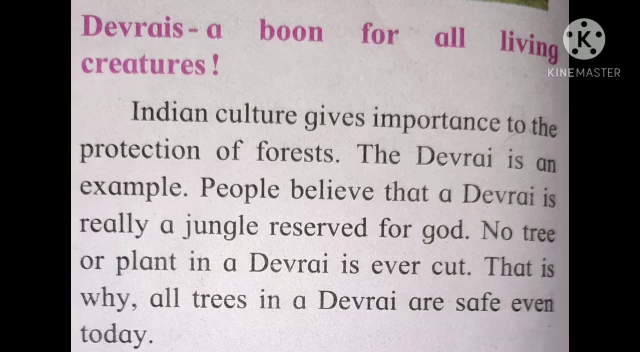 Devrais - a boon for all living
creatures!
K
KINEMASTER
Indian culture gives importance to the
protection of forests. The Devrai is an
example. People believe that a Devrai is
really a jungle reserved for god. No tree
or plant in a Devrai is ever cut. That is
why, all trees in a Devrai are safe even
today.